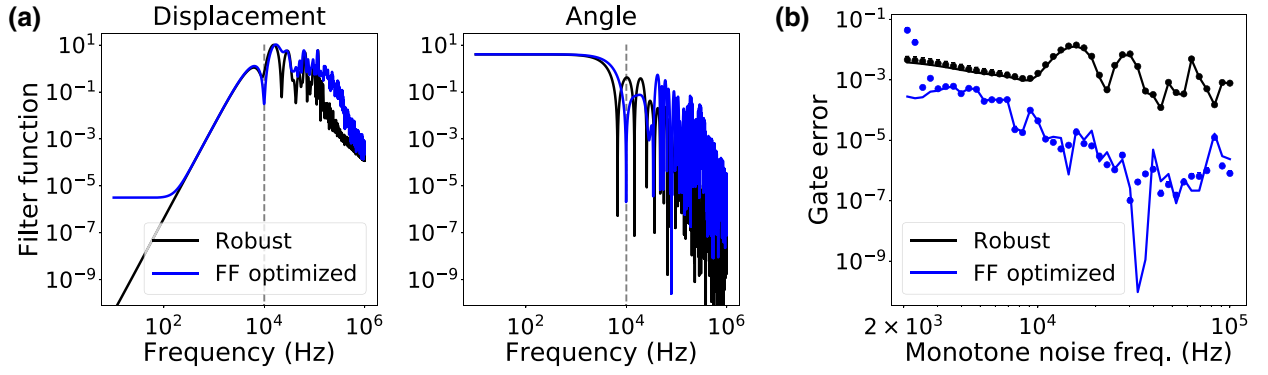 (a)
Displacement
Filter function
10^1
10^-1
10^-3
10^-5
10^-7
10^-9
Robust
FF optimized
10^2
10^4
10^6
Frequency (Hz)
Angle
10^1
10^-1
10^-3
10^-5
10^-7
10^-9
10^2
10^4
10^6
Frequency (Hz)
(b)
Gate error
10^-1
10^-3
10^-5
10^-7
10^-9
Robust
FF optimized
2 × 10^3
10^4
10^5
Monotone noise freq. (Hz)